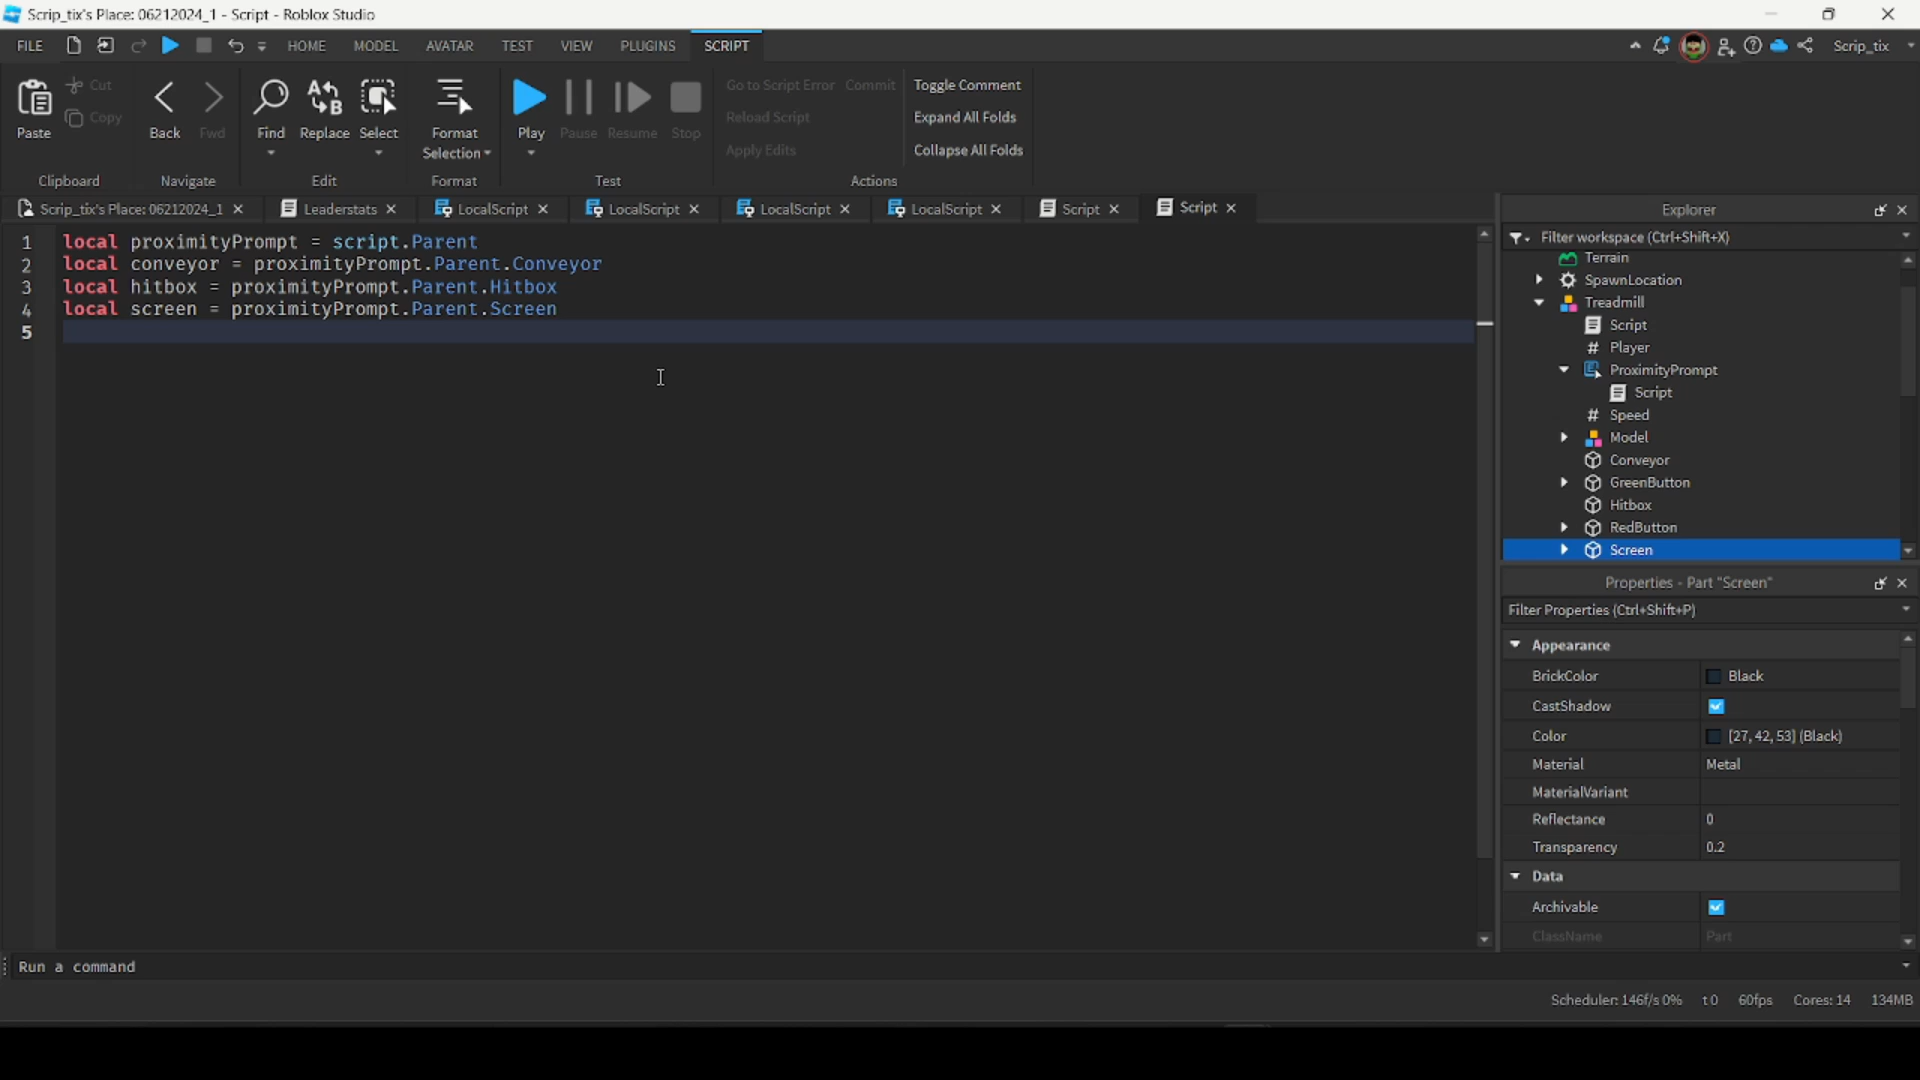 Scrip_tix's Place: 06212024_1 - Script - Roblox Studio
FILE HOME MODEL AVATAR TEST VIEW PLUGINS SCRIPT Scrip_tix
Paste Cut Copy
Clipboard
Back Fwd
Navigate
Find Replace Select
Edit
Format
Selection
Format
Play Pause Resume Stop
Test
Go to Script Error Commit
Reload Script
Apply Edits
Toggle Comment
Expand All Folds
Collapse All Folds
Actions
Scrip_tix's Place: 06212024_1 Leaderstats LocalScript LocalScript LocalScript LocalScript Script Script
1 local proximityPrompt = script.Parent
2 local conveyor = proximityPrompt.Parent.Conveyor
3 local hitbox = proximityPrompt.Parent.Hitbox
4 local screen = proximityPrompt.Parent.Screen
5
Explorer
Filter workspace (Ctrl+Shift+X)
Terrain
SpawnLocation
Treadmill
Script
# Player
ProximityPrompt
Script
# Speed
Model
Conveyor
GreenButton
Hitbox
RedButton
Screen
Properties - Part "Screen"
Filter Properties (Ctrl+Shift+P)
Appearance
BrickColor Black
CastShadow
Color [27, 42, 53] (Black)
Material Metal
MaterialVariant
Reflectance 0
Transparency 0.2
Data
Archivable
ClassName Part
Run a command
Scheduler: 146f/s 0% t 0 60fps Cores: 14 134MB